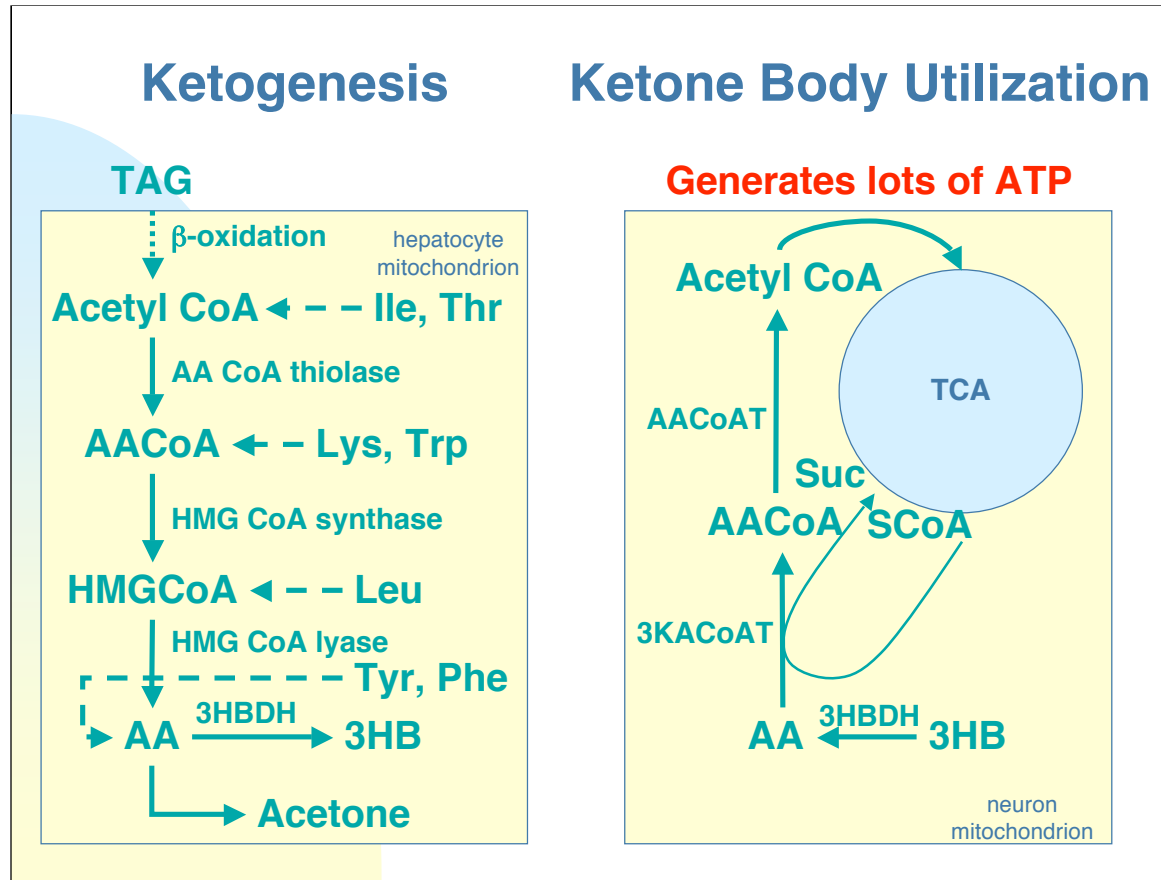 Ketogenesis
TAG
β-oxidation
hepatocyte
mitochondrion
Acetyl CoA
Ile, Thr
AA CoA thiolase
AACoA
Lys, Trp
HMG CoA synthase
HMGCoA
Leu
HMG CoA lyase
Tyr, Phe
3HBDH
AA
3HB
Acetone
Ketone Body Utilization
Generates lots of ATP
Acetyl CoA
TCA
AACoAT
Suc
AACoA
SCoA
3KACoAT
3HBDH
AA
3HB
neuron
mitochondrion